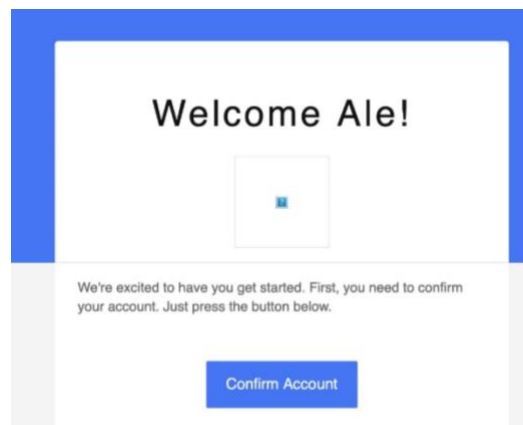 Welcome Ale!
We're excited to have you get started. First, you need to confirm
your account. Just press the button below.
Confirm Account